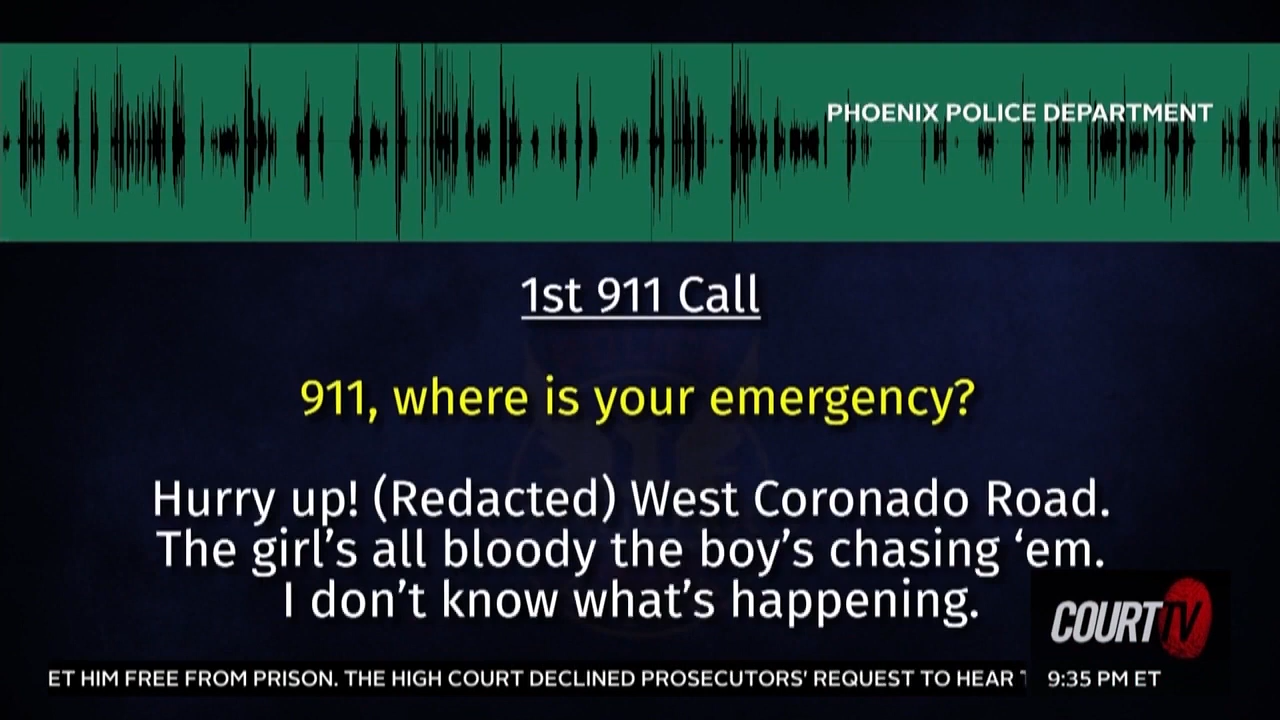 PHOENIX POLICE DEPARTMENT
1st 911 Call
911, where is your emergency?
Hurry up! (Redacted) West Coronado Road.
The girl’s all bloody the boy’s chasing ‘em.
I don’t know what’s happening.
COURT TV
ET HIM FREE FROM PRISON. THE HIGH COURT DECLINED PROSECUTORS' REQUEST TO HEAR
9:35 PM ET